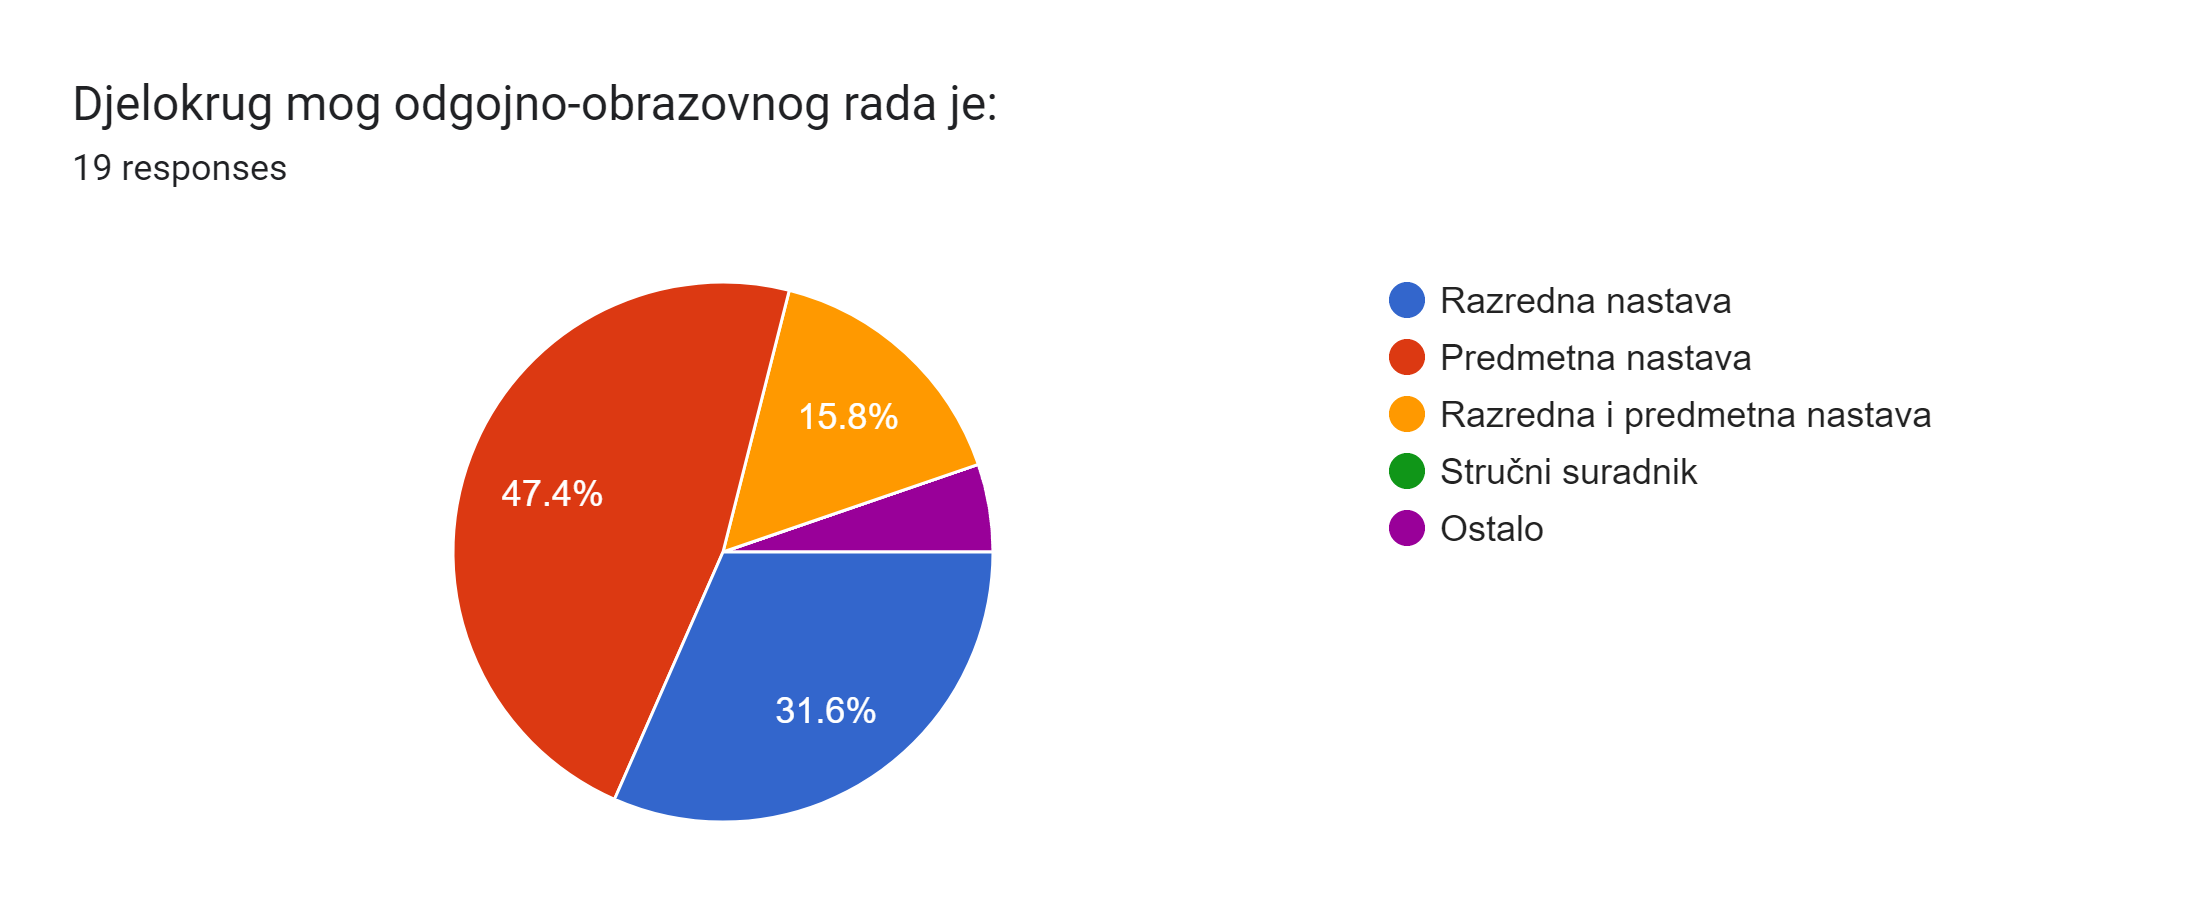 Djelokrug mog odgojno-obrazovnog rada je:
19 responses
15.8%
47.4%
31.6%
Razredna nastava
Predmetna nastava
Razredna i predmetna nastava
Stručni suradnik
Ostalo